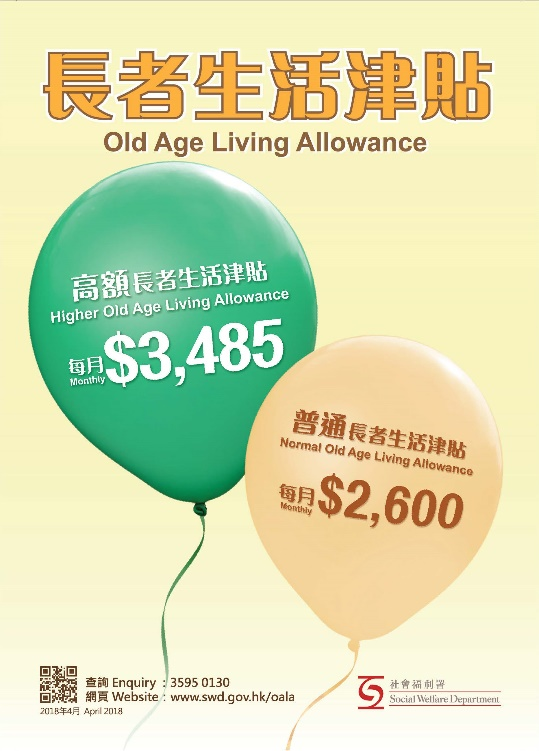 長者生活津貼
Old Age Living Allowance
高額長者生活津貼
Higher Old Age Living Allowance
每月
Monthly
$3,485
普通長者生活津貼
Normal Old Age Living Allowance
每月
Monthly
$2,600
查詢 Enquiry : 3595 0130
網頁 Website : www.swd.gov.hk/oala
2018年4月 April 2018
社會福利署
Social Welfare Department